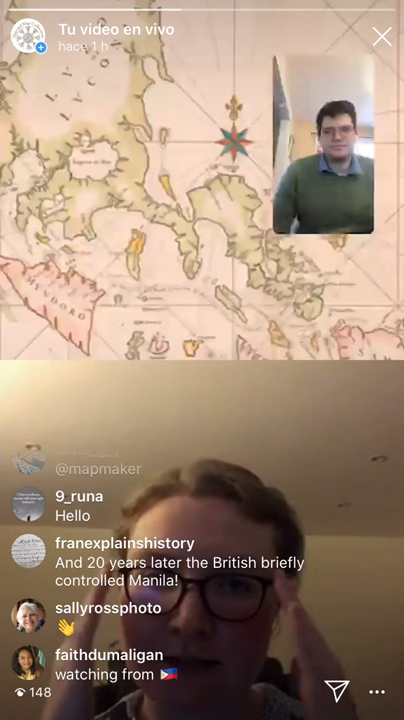 Tu video en vivo
hace 1 h
MINDORO
@mapmaker
9_runa
Hello
franexplainshistory
And 20 years later the British briefly
controlled Manila!
sallyrossphoto
👋
faithdumaligan
watching from 🇵🇭
148